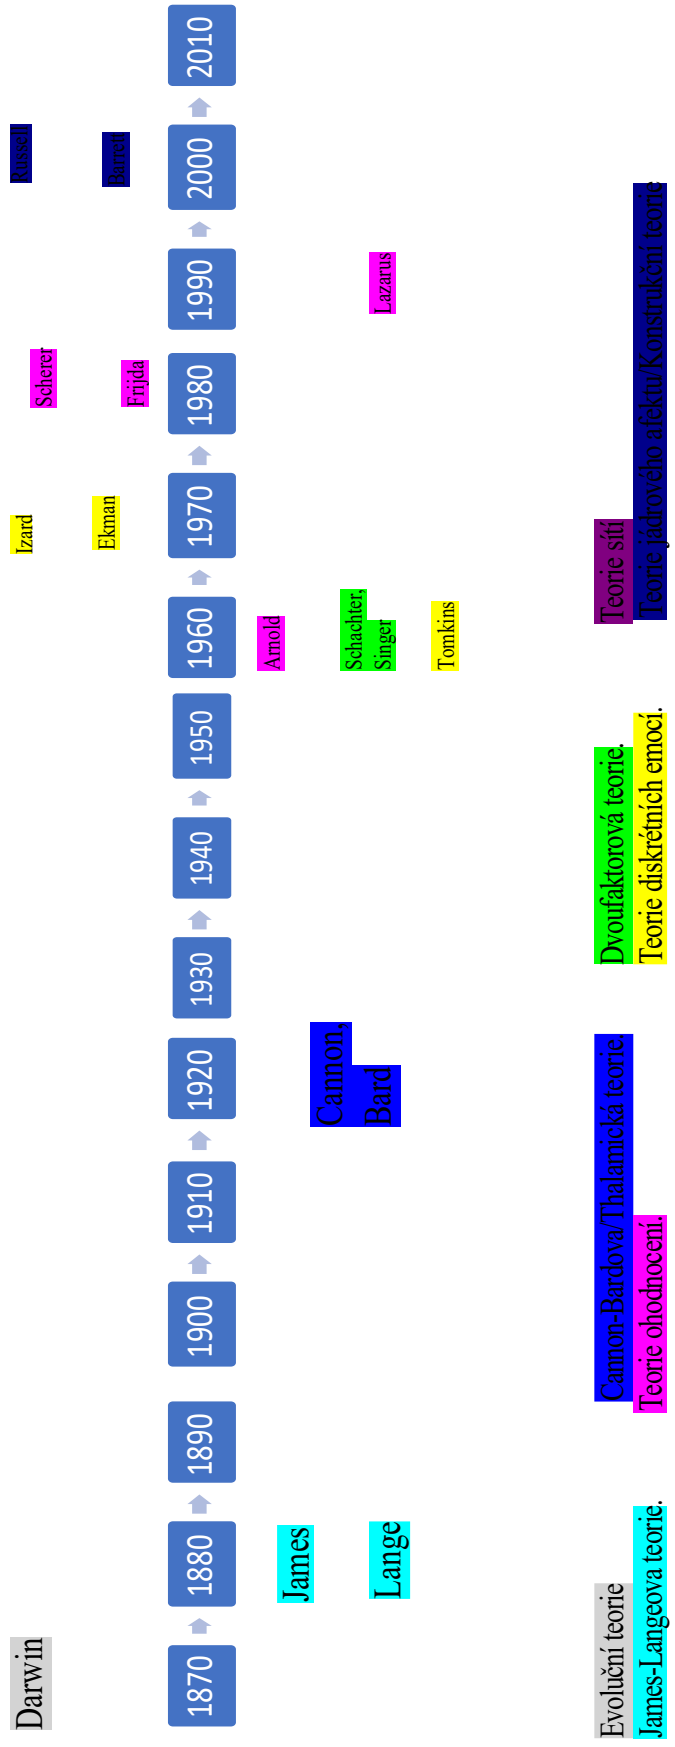 Darwin
Izard
Ekman
Scherer
Frijda
Russell
Barrett
1870
1880
1890
1900
1910
1920
1930
1940
1950
1960
1970
1980
1990
2000
2010
James
Lange
Cannon,
Bard
Arnold
Schachter,
Singer
Tomkins
Lazarus
Evoluční teorie
James-Langeova teorie.
Cannon-Bardova/Thalamická teorie.
Teorie ohodnocení.
Dvoufaktorová teorie.
Teorie diskrétních emocí.
Teorie sítí
Teorie jádrového afektu/Konstrukční teorie